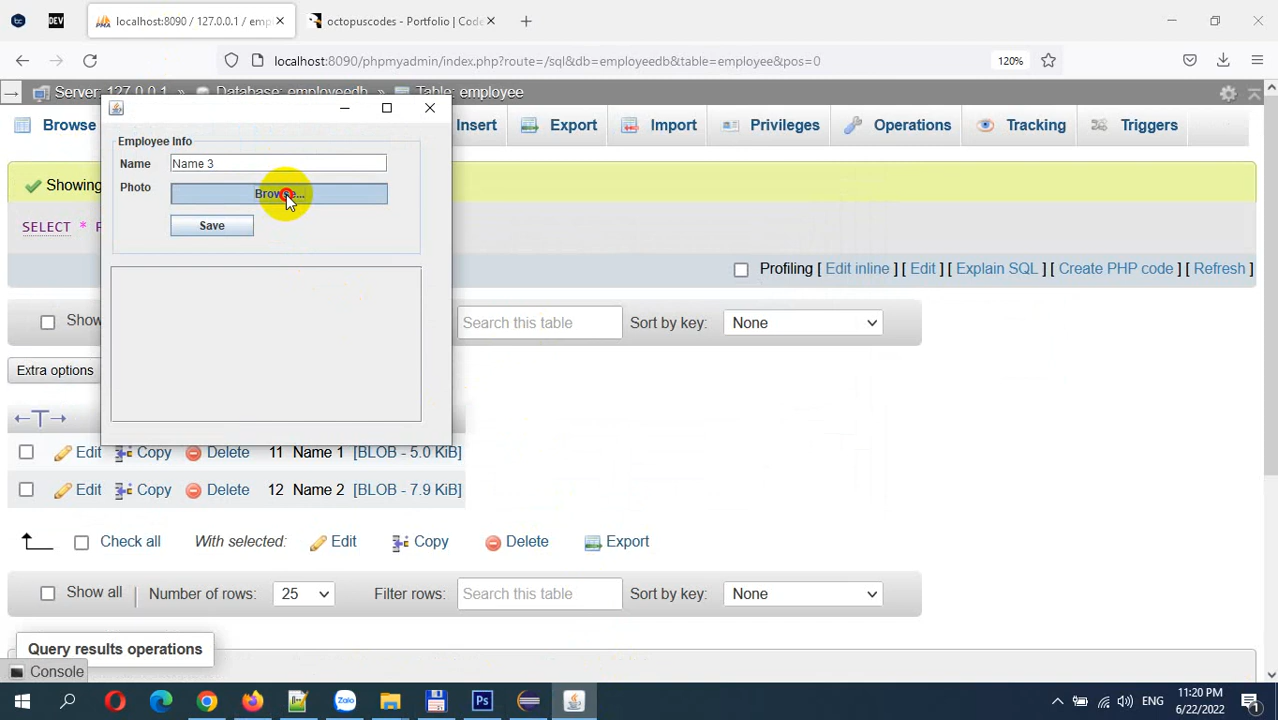 DEV
localhost:8090 / 127.0.0.1 / emp
octopuscodes - Portfolio | Code
localhost:8090/phpmyadmin/index.php?route=/sql&db=employeedb&table=employee&pos=0
120%
Server: 127.0.0.1 » Database: employeedb » Table: employee
Browse
Insert
Export
Import
Privileges
Operations
Tracking
Triggers
Employee Info
Name
Name 3
Photo
Save
Showing
SELECT * F
Profiling [ Edit inline ] [ Edit ] [ Explain SQL ] [ Create PHP code ] [ Refresh ]
Show
Search this table
Sort by key:
None
Extra options
Edit Copy Delete 11 Name 1 [BLOB - 5.0 KiB]
Edit Copy Delete 12 Name 2 [BLOB - 7.9 KiB]
Check all With selected: Edit Copy Delete Export
Show all Number of rows: 25 Filter rows: Search this table Sort by key: None
Query results operations
Console
Zalo
Ps
ENG
11:20 PM
6/22/2022